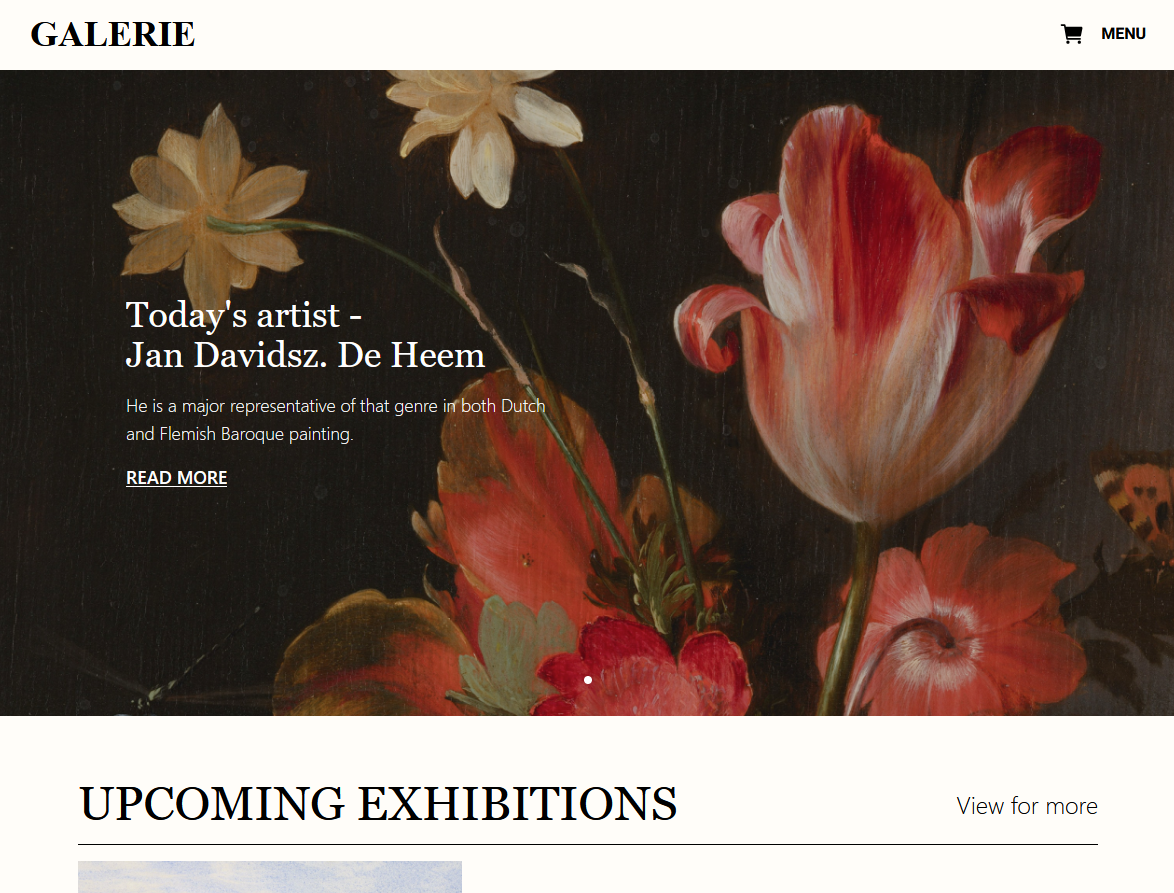 GALERIE
MENU
Today's artist -
Jan Davidsz. De Heem
He is a major representative of that genre in both Dutch
and Flemish Baroque painting.
READ MORE
UPCOMING EXHIBITIONS
View for more